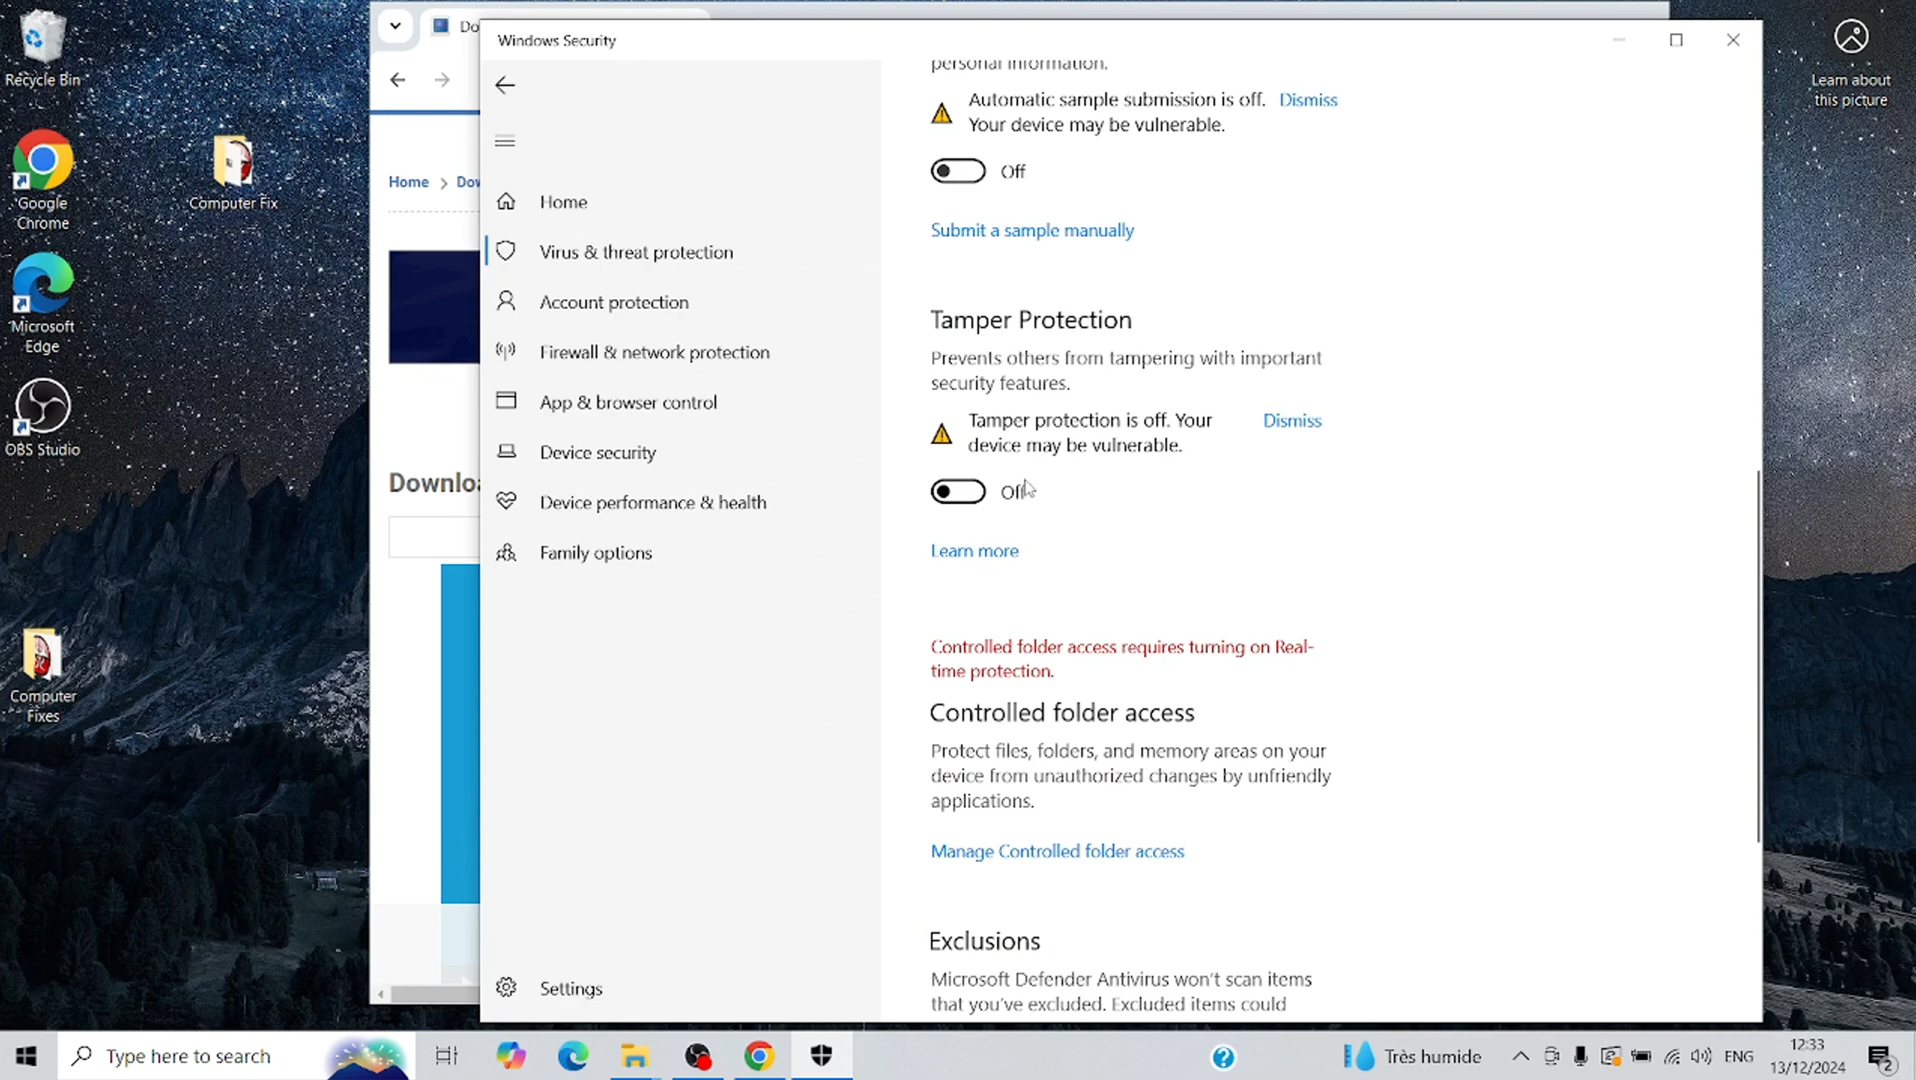 Recycle Bin
Google
Chrome
Microsoft
Edge
OBS Studio
Computer
Fixes
Computer Fix
Learn about
this picture
Home
Windows Security
Home
Virus & threat protection
Account protection
Firewall & network protection
App & browser control
Device security
Device performance & health
Family options
Settings
personal information.
Automatic sample submission is off. Dismiss
Your device may be vulnerable.
Off
Submit a sample manually
Tamper Protection
Prevents others from tampering with important
security features.
Tamper protection is off. Your Dismiss
device may be vulnerable.
Off
Learn more
Controlled folder access requires turning on Real-
time protection.
Controlled folder access
Protect files, folders, and memory areas on your
device from unauthorized changes by unfriendly
applications.
Manage Controlled folder access
Exclusions
Microsoft Defender Antivirus won't scan items
that you've excluded. Excluded items could
Type here to search
Très humide
ENG
12:33
13/12/2024
2